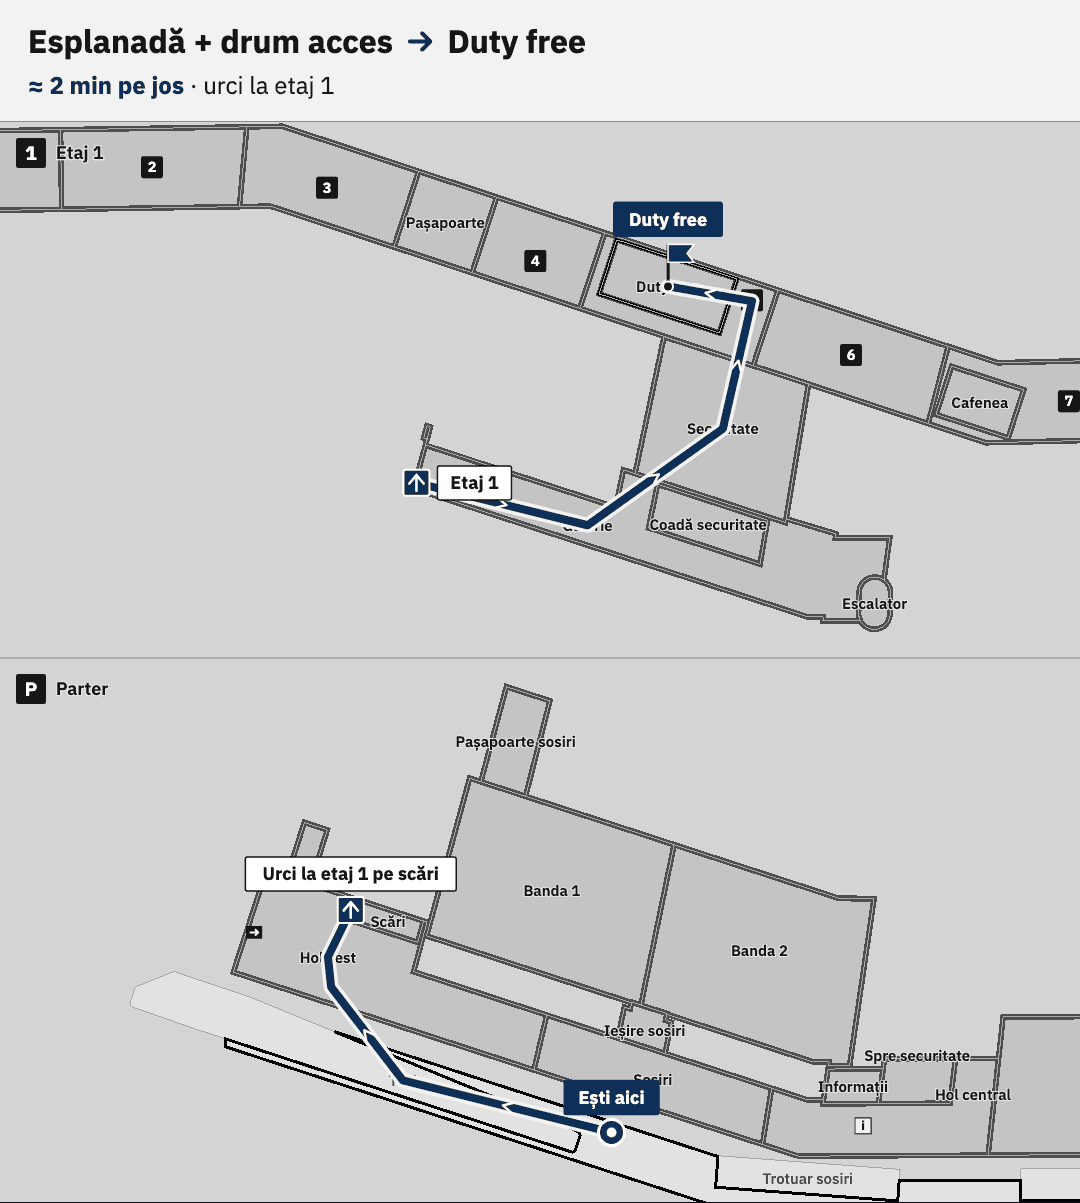 Esplanadă + drum acces → Duty free
≈ 2 min pe jos · urci la etaj 1
1 Etaj 1
2
3
Pașapoarte
Duty free
4
6
Cafenea
7
Etaj 1
Coadă securitate
Escalator
P Parter
Pașapoarte sosiri
Urci la etaj 1 pe scări
Banda 1
Scări
Banda 2
Ieșire sosiri
Spre securitate
Informații
Hol central
Ești aici
i
Trotuar sosiri